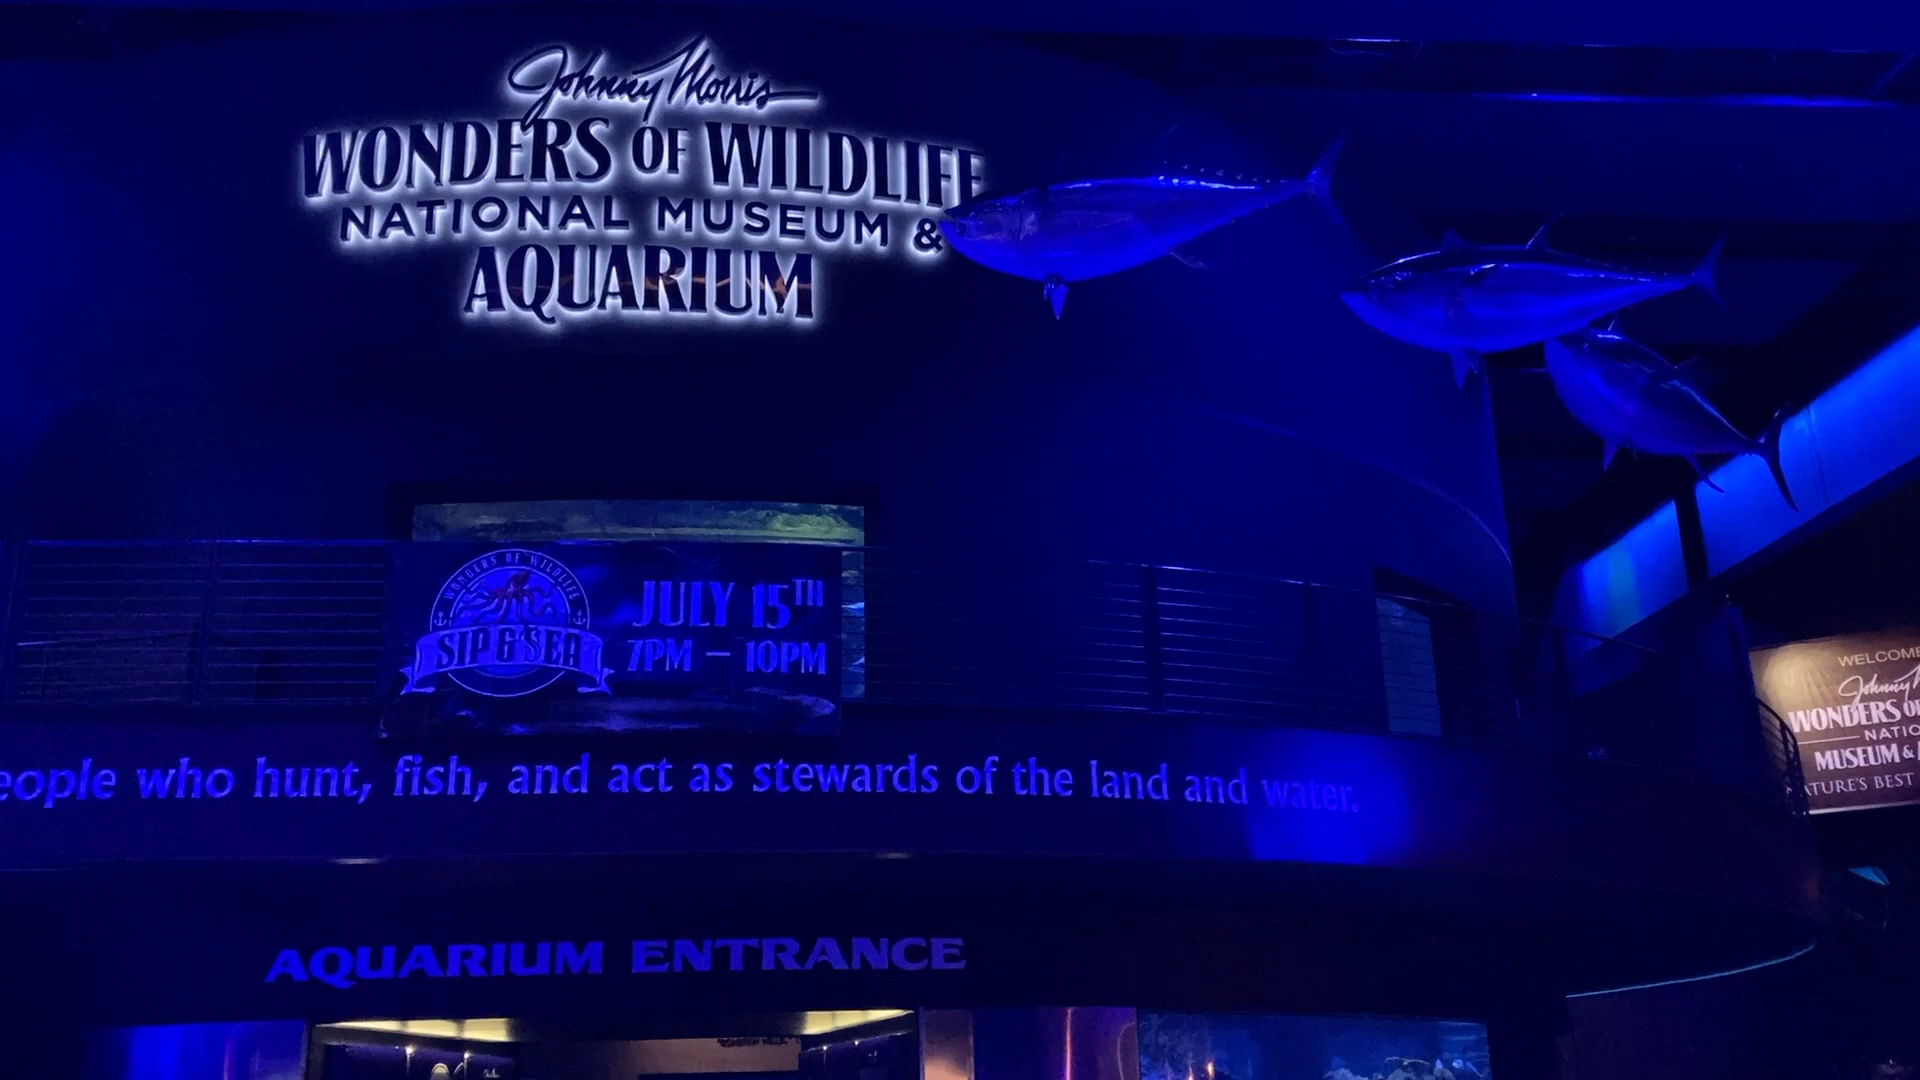 Johnny Morris
WONDERS OF WILDLIFE
NATIONAL MUSEUM &
AQUARIUM
WONDERS OF WILDLIFE
SIP & SEA
JULY 15TH
7PM – 10PM
eople who hunt, fish, and act as stewards of the land and water.
AQUARIUM ENTRANCE
WELCOME
Johnny
WONDERS OF
NATIO
MUSEUM &
ATURE'S BEST